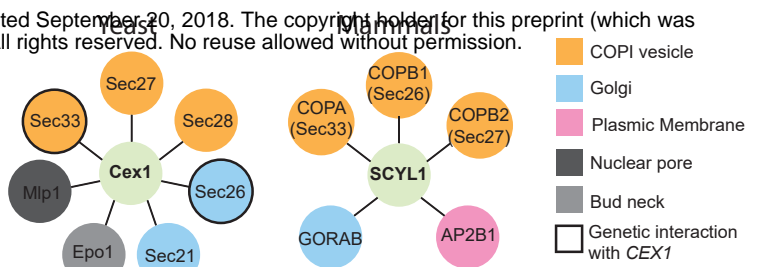 ted September 20, 2018. The copyright holder for this preprint (which was
ll rights reserved. No reuse allowed without permission.
Yeast
Mammals
Sec27
Sec33
Sec28
Cex1
Mlp1
Sec26
Epo1
Sec21
COPB1
(Sec26)
COPA
(Sec33)
COPB2
(Sec27)
SCYL1
GORAB
AP2B1
COPI vesicle
Golgi
Plasmic Membrane
Nuclear pore
Bud neck
Genetic interaction
with CEX1